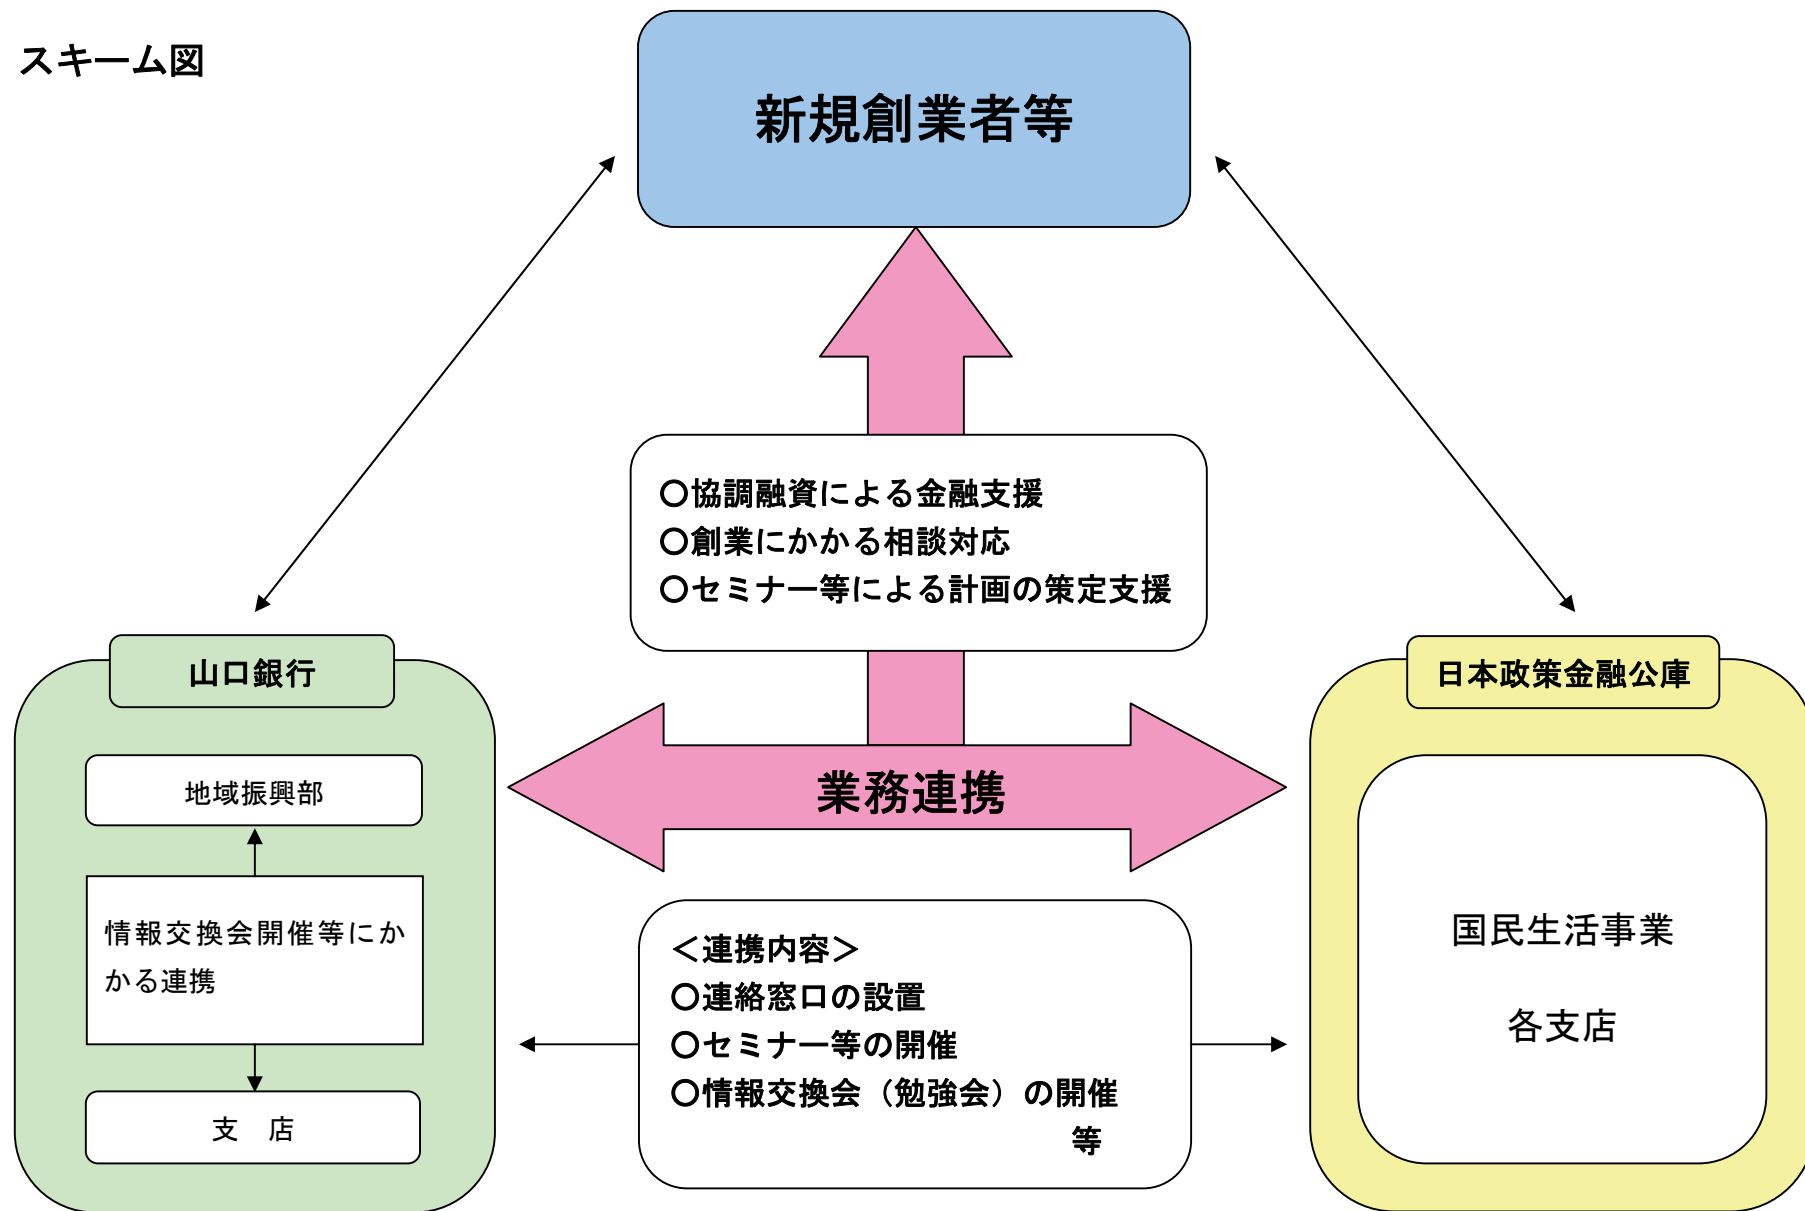 スキーム図
新規創業者等
〇協調融資による金融支援
〇創業にかかる相談対応
〇セミナー等による計画の策定支援
山口銀行
地域振興部
情報交換会開催等にか
かる連携
支　店
業務連携
＜連携内容＞
〇連絡窓口の設置
〇セミナー等の開催
〇情報交換会（勉強会）の開催
等
日本政策金融公庫
国民生活事業
各支店